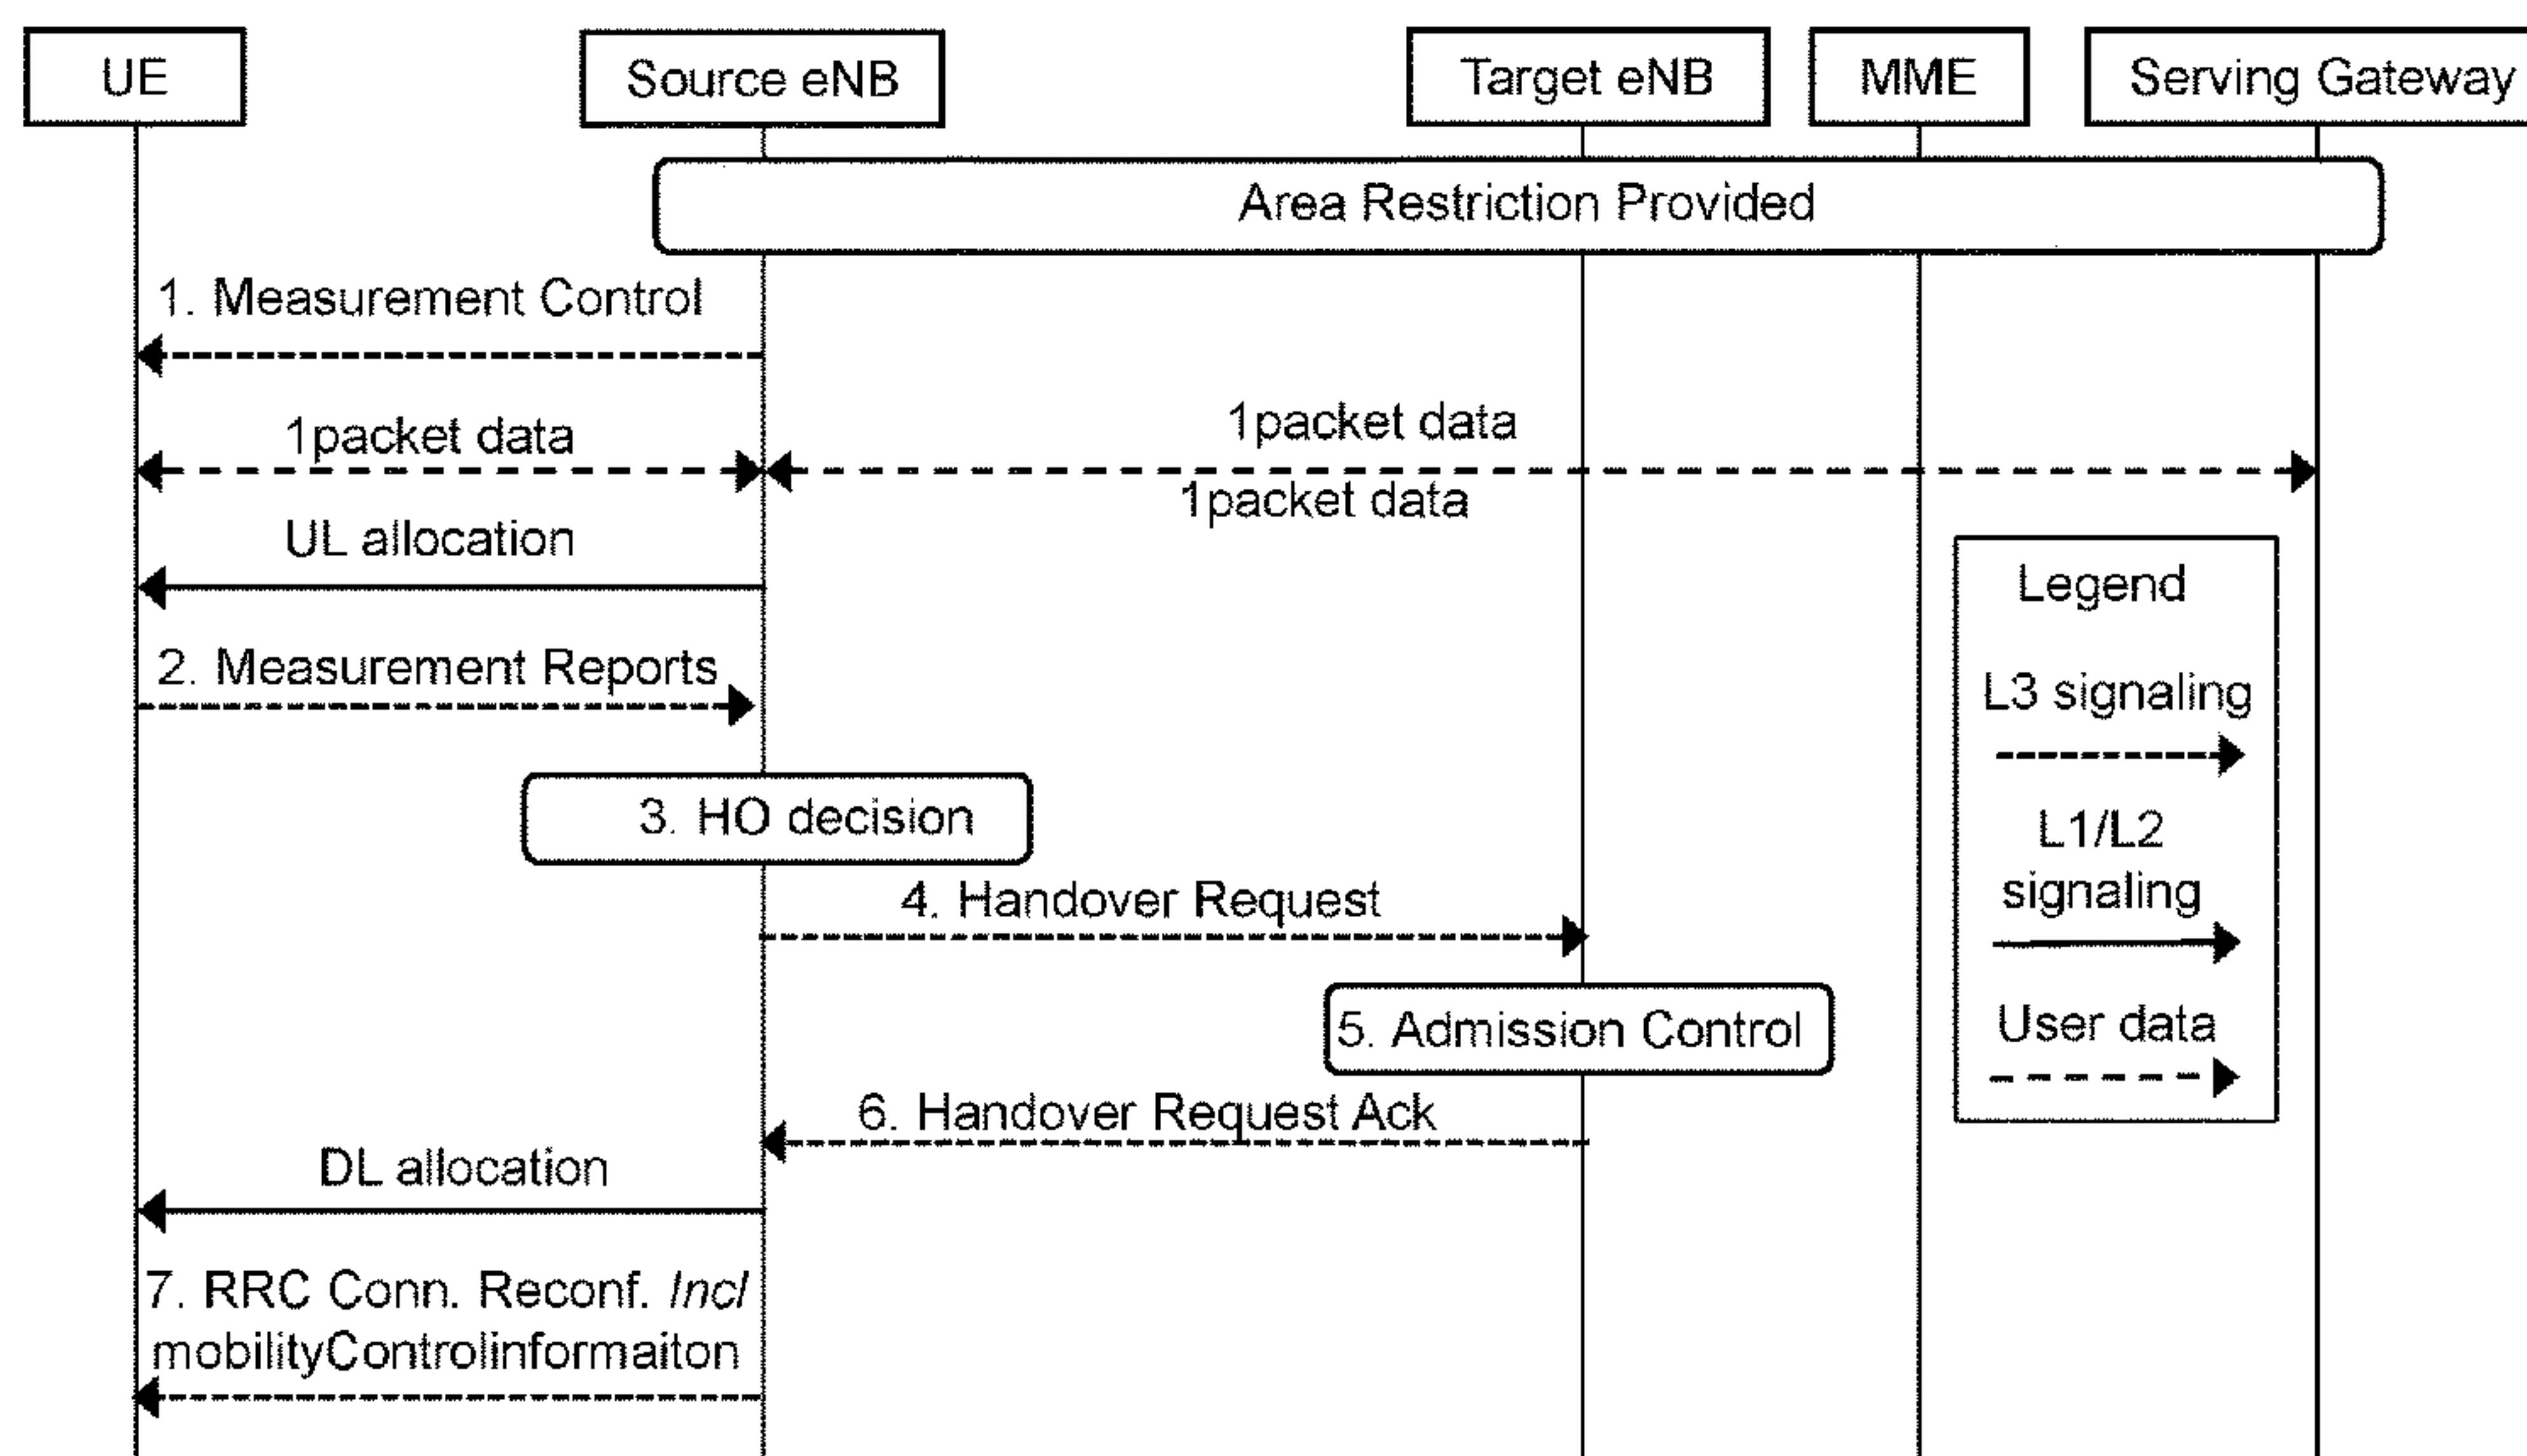 UE
Source eNB
Target eNB
MME
Serving Gateway
Area Restriction Provided
1. Measurement Control
1packet data
1packet data
1packet data
UL allocation
2. Measurement Reports
3. HO decision
4. Handover Request
5. Admission Control
6. Handover Request Ack
DL allocation
7. RRC Conn. Reconf. Incl
mobilityControlinformaiton
Legend
L3 signaling
L1/L2
signaling
User data